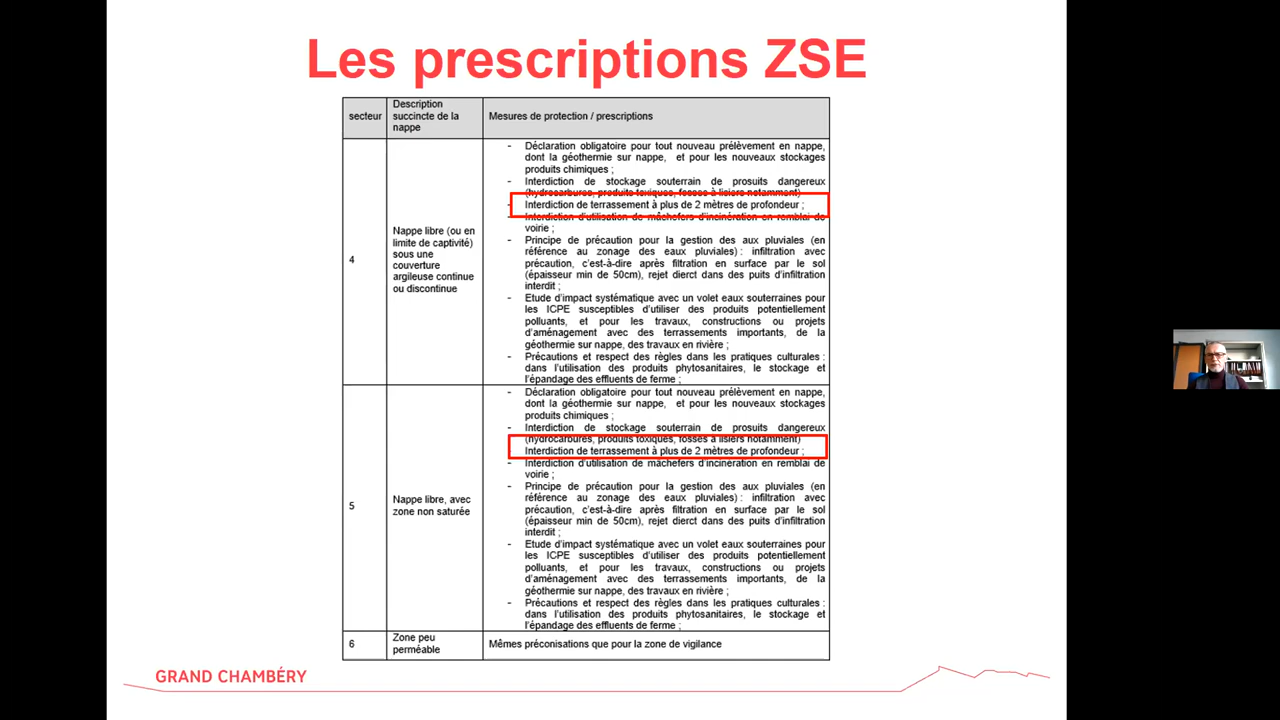 Les prescriptions ZSE
secteur
Description
succincte de la
nappe
Mesures de protection / prescriptions
4
Nappe libre (ou en
limite de captivité)
sous une
couverture
argileuse continue
ou discontinue
- Déclaration obligatoire pour tout nouveau prélèvement en nappe,
dont la géothermie sur nappe, et pour les nouveaux stockages
produits chimiques ;
- Interdiction de stockage souterrain de prosuits dangereux
(hydrocarbures, produits toxiques, fosses à lisiers notamment)
- Interdiction de terrassement à plus de 2 mètres de profondeur ;
- Interdiction d'utilisation de mâchefers d'incinération en remblai de
voirie ;
- Principe de précaution pour la gestion des aux pluviales (en
référence au zonage des eaux pluviales) : infiltration avec
précaution, c'est-à-dire après filtration en surface par le sol
(épaisseur min de 50cm), rejet dierct dans des puits d'infiltration
interdit ;
- Etude d'impact systématique avec un volet eaux souterraines pour
les ICPE susceptibles d'utiliser des produits potentiellement
polluants, et pour les travaux, constructions ou projets
d'aménagement avec des terrassements importants, de la
géothermie sur nappe, des travaux en rivière ;
- Précautions et respect des règles dans les pratiques culturales :
dans l'utilisation des produits phytosanitaires, le stockage et
l'épandage des effluents de ferme ;
5
Nappe libre, avec
zone non saturée
- Déclaration obligatoire pour tout nouveau prélèvement en nappe,
dont la géothermie sur nappe, et pour les nouveaux stockages
produits chimiques ;
- Interdiction de stockage souterrain de prosuits dangereux
(hydrocarbures, produits toxiques, fosses à lisiers notamment)
Interdiction de terrassement à plus de 2 mètres de profondeur ;
- Interdiction d'utilisation de mâchefers d'incinération en remblai de
voirie ;
- Principe de précaution pour la gestion des aux pluviales (en
référence au zonage des eaux pluviales) : infiltration avec
précaution, c'est-à-dire après filtration en surface par le sol
(épaisseur min de 50cm), rejet dierct dans des puits d'infiltration
interdit ;
- Etude d'impact systématique avec un volet eaux souterraines pour
les ICPE susceptibles d'utiliser des produits potentiellement
polluants, et pour les travaux, constructions ou projets
d'aménagement avec des terrassements importants, de la
géothermie sur nappe, des travaux en rivière ;
- Précautions et respect des règles dans les pratiques culturales :
dans l'utilisation des produits phytosanitaires, le stockage et
l'épandage des effluents de ferme ;
6
Zone peu
perméable
Mêmes préconisations que pour la zone de vigilance
GRAND CHAMBÉRY